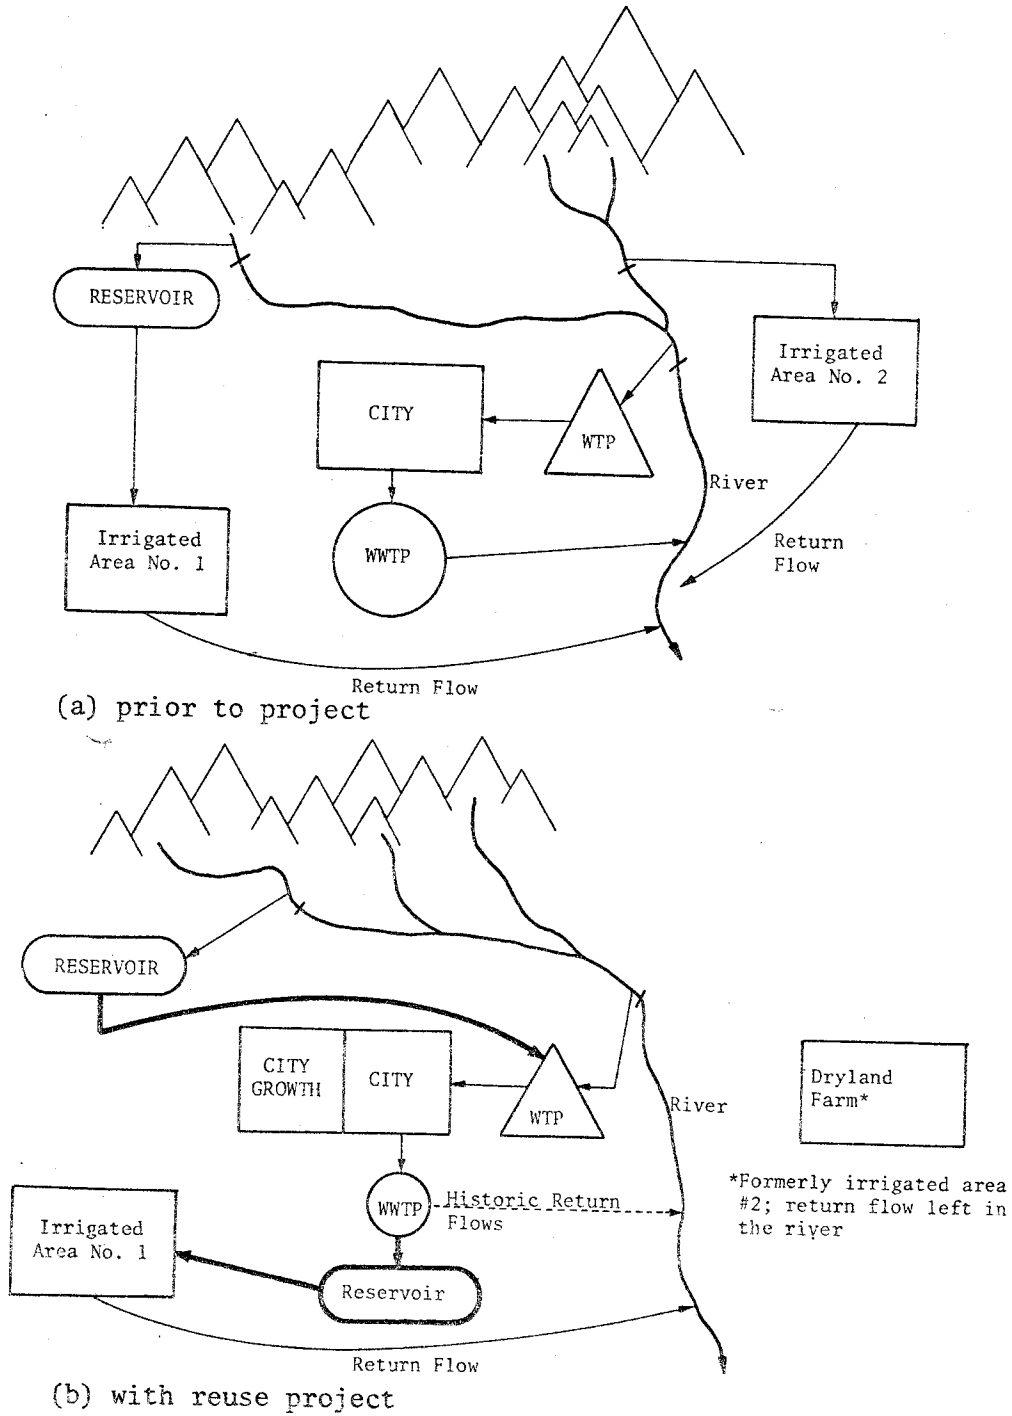 RESERVOIR
Irrigated
Area No. 2
CITY
WTP
River
Irrigated
Area No. 1
WWTP
Return
Flow
Return Flow
(a) prior to project
RESERVOIR
CITY
GROWTH
CITY
WTP
River
Dryland
Farm*
*Formerly irrigated area
#2; return flow left in
the river
WWTP
Historic Return
Flows
Irrigated
Area No. 1
Reservoir
Return Flow
(b) with reuse project